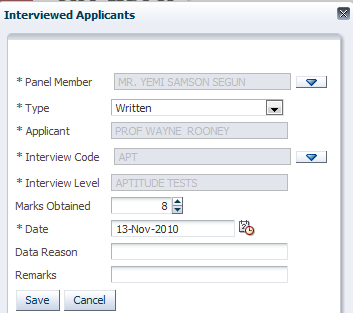 Interviewed Applicants
* Panel Member MR. YEMI SAMSON SEGUN
* Type Written
* Applicant PROF WAYNE ROONEY
* Interview Code APT
* Interview Level APTITUDE TESTS
Marks Obtained 8
* Date 13-Nov-2010
Data Reason
Remarks
Save Cancel